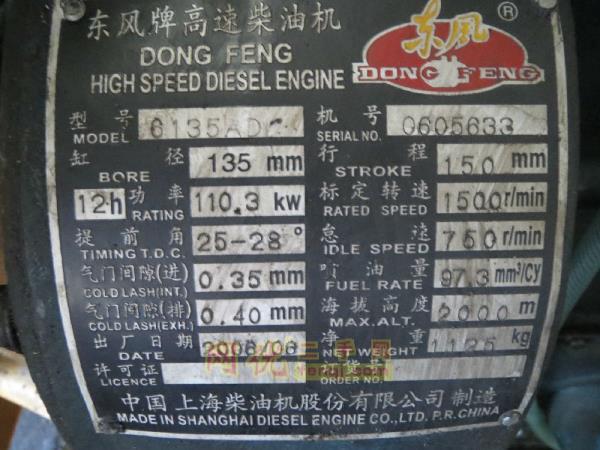 东风牌高速柴油机
DONG FENG
HIGH SPEED DIESEL ENGINE
东风 ®
DONG FENG
型号 机号
MODEL 6135AD SERIAL NO. 0605633
缸径 135 mm 行程 150 mm
BORE STROKE
12·h 功率 110.3 kw 标定转速 1500 r/min
RATING RATED SPEED
提前角 25-28° 怠速 750 r/min
TIMING T.D.C. IDLE SPEED
气门间隙(进) 0.35 mm 喷油量 97.3 mm³/CY
COLD LASH(INT.) FUEL RATE
气门间隙(排) 0.40 mm 海拔高度 2000 m
COLD LASH(EXH.) MAX.ALT.
出厂日期 2006/06 净重 1125 kg
DATE NET WEIGHT
许可证
LICENCE ORDER NO.
中国 上海柴油机股份有限公司 制造
MADE IN SHANGHAI DIESEL ENGINE CO.,LTD. P.R.CHINA